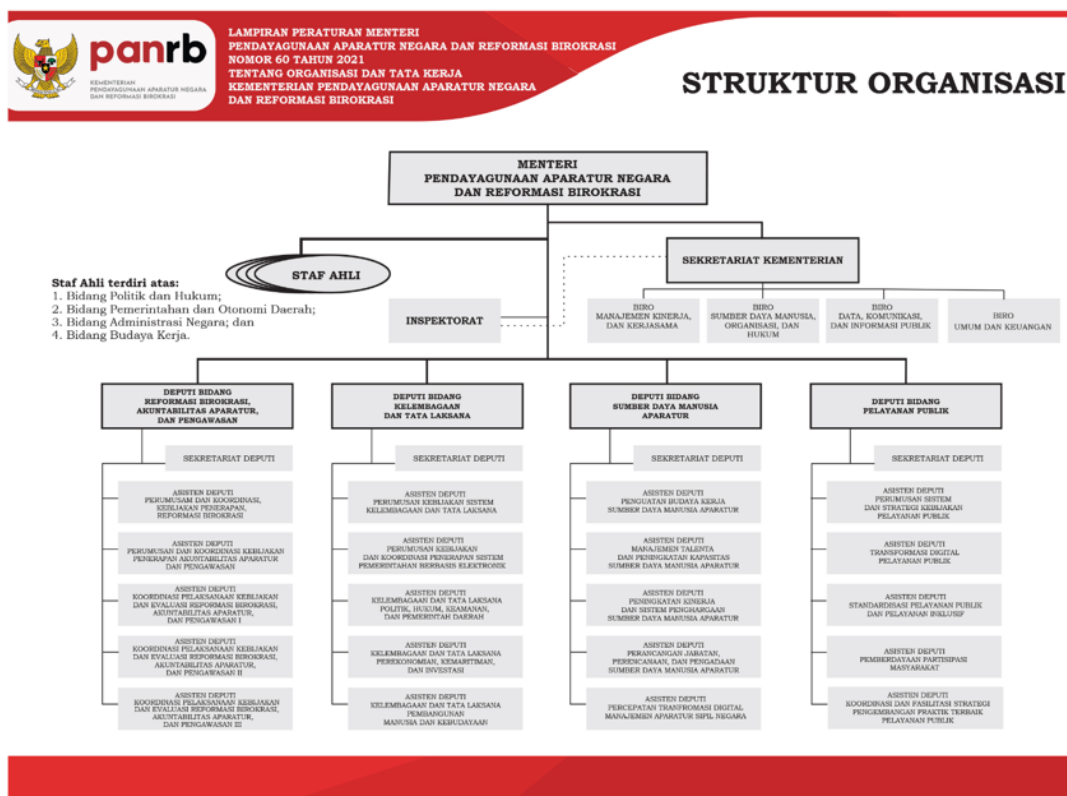 panrb
KEMENTERIAN
PENDAYAGUNAAN APARATUR NEGARA
DAN REFORMASI BIROKRASI
LAMPIRAN PERATURAN MENTERI
PENDAYAGUNAAN APARATUR NEGARA DAN REFORMASI BIROKRASI
NOMOR 60 TAHUN 2021
TENTANG ORGANISASI DAN TATA KERJA
KEMENTERIAN PENDAYAGUNAAN APARATUR NEGARA
DAN REFORMASI BIROKRASI
STRUKTUR ORGANISASI
MENTERI
PENDAYAGUNAAN APARATUR NEGARA
DAN REFORMASI BIROKRASI
STAF AHLI
Staf Ahli terdiri atas:
1. Bidang Politik dan Hukum;
2. Bidang Pemerintahan dan Otonomi Daerah;
3. Bidang Administrasi Negara; dan
4. Bidang Budaya Kerja.
SEKRETARIAT KEMENTERIAN
INSPEKTORAT
BIRO
MANAJEMEN KINERJA,
DAN KERJASAMA
BIRO
SUMBER DAYA MANUSIA,
ORGANISASI, DAN
HUKUM
BIRO
DATA, KOMUNIKASI,
DAN INFORMASI PUBLIK
BIRO
UMUM DAN KEUANGAN
DEPUTI BIDANG
REFORMASI BIROKRASI,
AKUNTABILITAS APARATUR,
DAN PENGAWASAN
SEKRETARIAT DEPUTI
ASISTEN DEPUTI
PERUMUSAM DAN KOORDINASI,
KEBIJAKAN PENERAPAN,
REFORMASI BIROKRASI
ASISTEN DEPUTI
PERUMUSAN DAN KOORDINASI KEBIJAKAN
PENERAPAN AKUNTABILITAS APARATUR
DAN PENGAWASAN
ASISTEN DEPUTI
KOORDINASI PELAKSANAAN KEBIJAKAN
DAN EVALUASI REFORMASI BIROKRASI,
AKUNTABILITAS APARATUR,
DAN PENGAWASAN I
ASISTEN DEPUTI
KOORDINASI PELAKSANAAN KEBIJAKAN
DAN EVALUASI REFORMASI BIROKRASI,
AKUNTABILITAS APARATUR,
DAN PENGAWASAN II
ASISTEN DEPUTI
KOORDINASI PELAKSANAAN KEBIJAKAN
DAN EVALUASI REFORMASI BIROKRASI,
AKUNTABILITAS APARATUR,
DAN PENGAWASAN III
DEPUTI BIDANG
KELEMBAGAAN
DAN TATA LAKSANA
SEKRETARIAT DEPUTI
ASISTEN DEPUTI
PERUMUSAN KEBIJAKAN SISTEM
KELEMBAGAAN DAN TATA LAKSANA
ASISTEN DEPUTI
PERUMUSAN KEBIJAKAN
DAN KOORDINASI PENERAPAN SISTEM
PEMERINTAHAN BERBASIS ELEKTRONIK
ASISTEN DEPUTI
KELEMBAGAAN DAN TATA LAKSANA
POLITIK, HUKUM, KEAMANAN,
DAN PEMERINTAH DAERAH
ASISTEN DEPUTI
KELEMBAGAAN DAN TATA LAKSANA
PEREKONOMIAN, KEMARITIMAN,
DAN INVESTASI
ASISTEN DEPUTI
KELEMBAGAAN DAN TATA LAKSANA
PEMBANGUNAN
MANUSIA DAN KEBUDAYAAN
DEPUTI BIDANG
SUMBER DAYA MANUSIA
APARATUR
SEKRETARIAT DEPUTI
ASISTEN DEPUTI
PENGUATAN BUDAYA KERJA
SUMBER DAYA MANUSIA APARATUR
ASISTEN DEPUTI
MANAJEMEN TALENTA
DAN PENINGKATAN KAPASITAS
SUMBER DAYA MANUSIA APARATUR
ASISTEN DEPUTI
PENINGKATAN KINERJA
DAN SISTEM PENGHARGAAN
SUMBER DAYA MANUSIA APARATUR
ASISTEN DEPUTI
PERANCANGAN JABATAN,
PERENCANAAN, DAN PENGADAAN
SUMBER DAYA MANUSIA APARATUR
ASISTEN DEPUTI
PERCEPATAN TRANFROMASI DIGITAL
MANAJEMEN APARATUR SIPIL NEGARA
DEPUTI BIDANG
PELAYANAN PUBLIK
SEKRETARIAT DEPUTI
ASISTEN DEPUTI
PERUMUSAN SISTEM
DAN STRATEGI KEBIJAKAN
PELAYANAN PUBLIK
ASISTEN DEPUTI
TRANSFORMASI DIGITAL
PELAYANAN PUBLIK
ASISTEN DEPUTI
STANDARDISASI PELAYANAN PUBLIK
DAN PELAYANAN INKLUSIF
ASISTEN DEPUTI
PEMBERDAYAAN PARTISIPASI
MASYARAKAT
ASISTEN DEPUTI
KOORDINASI DAN FASILITASI STRATEGI
PENGEMBANGAN PRAKTIK TERBAIK
PELAYANAN PUBLIK